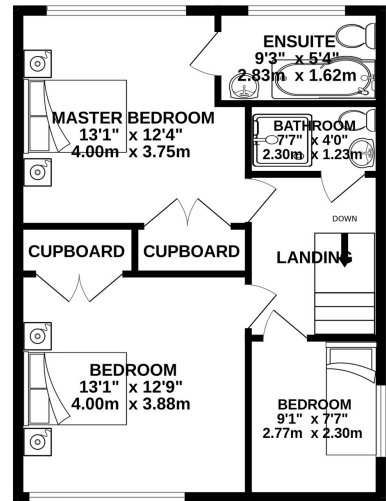 ENSUITE
9'3" x 5'4"
2.83m x 1.62m
MASTER BEDROOM
13'1" x 12'4"
4.00m x 3.75m
BATHROOM
7'7" x 4'0"
2.30m x 1.23m
DOWN
CUPBOARD
CUPBOARD
LANDING
BEDROOM
13'1" x 12'9"
4.00m x 3.88m
BEDROOM
9'1" x 7'7"
2.77m x 2.30m